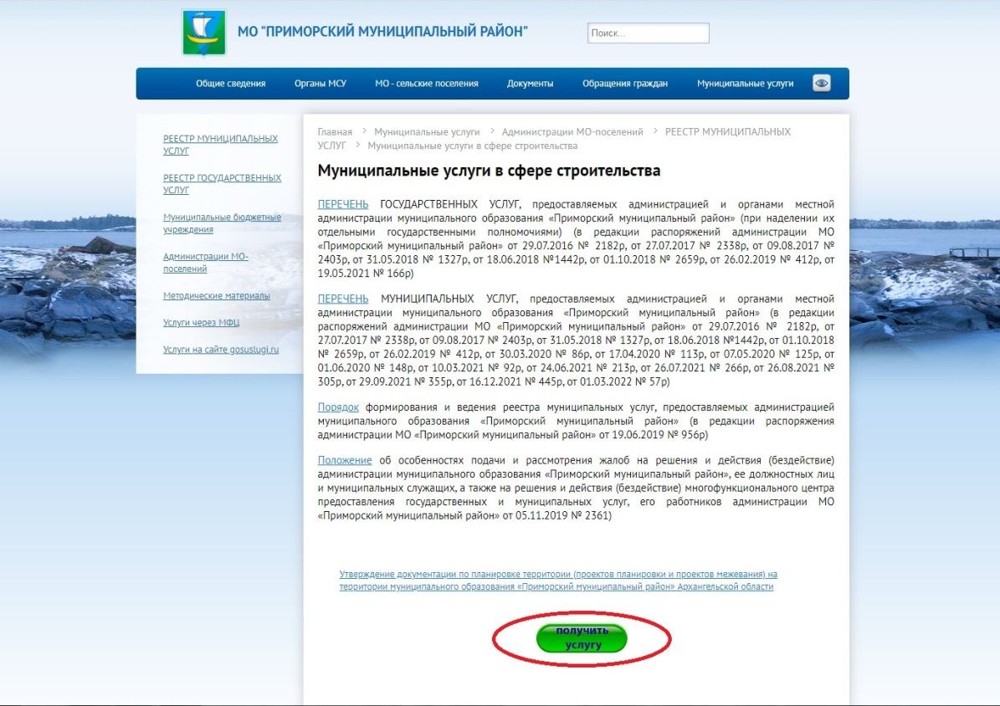 МО "ПРИМОРСКИЙ МУНИЦИПАЛЬНЫЙ РАЙОН"
Поиск...
Общие сведения
Органы МСУ
МО - сельские поселения
Документы
Обращения граждан
Муниципальные услуги
РЕЕСТР МУНИЦИПАЛЬНЫХ
УСЛУГ
РЕЕСТР ГОСУДАРСТВЕННЫХ
УСЛУГ
Муниципальные бюджетные
учреждения
Администрации МО-
поселений
Методические материалы
Услуги через МФЦ
Услуги на сайте gosuslugi.ru
Главная > Муниципальные услуги > Администрации МО-поселений > РЕЕСТР МУНИЦИПАЛЬНЫХ
УСЛУГ > Муниципальные услуги в сфере строительства
Муниципальные услуги в сфере строительства
ПЕРЕЧЕНЬ ГОСУДАРСТВЕННЫХ УСЛУГ, предоставляемых администрацией и органами местной
администрации муниципального образования «Приморский муниципальный район» (при наделении их
отдельными государственными полномочиями) (в редакции распоряжений администрации МО
«Приморский муниципальный район» от 29.07.2016 № 2182р, от 27.07.2017 № 2338р, от 09.08.2017 №
2403р, от 31.05.2018 № 1327р, от 18.06.2018 №1442р, от 01.10.2018 № 2659р, от 26.02.2019 № 412р, от
19.05.2021 № 166р)
ПЕРЕЧЕНЬ МУНИЦИПАЛЬНЫХ УСЛУГ, предоставляемых администрацией и органами местной
администрации муниципального образования «Приморский муниципальный район» (в редакции
распоряжений администрации МО «Приморский муниципальный район» от 29.07.2016 № 2182р, от
27.07.2017 № 2338р, от 09.08.2017 № 2403р, от 31.05.2018 № 1327р, от 18.06.2018 №1442р, от 01.10.2018
№ 2659р, от 26.02.2019 № 412р, от 30.03.2020 № 86р, от 17.04.2020 № 113р, от 07.05.2020 № 125р, от
01.06.2020 № 148р, от 10.03.2021 № 92р, от 24.06.2021 № 213р, от 26.07.2021 № 266р, от 26.08.2021 №
305р, от 29.09.2021 № 355р, от 16.12.2021 № 445р, от 01.03.2022 № 57р)
Порядок формирования и ведения реестра муниципальных услуг, предоставляемых администрацией
муниципального образования «Приморский муниципальный район» (в редакции распоряжения
администрации МО «Приморский муниципальный район» от 19.06.2019 № 956р)
Положение об особенностях подачи и рассмотрения жалоб на решения и действия (бездействие)
администрации муниципального образования «Приморский муниципальный район», ее должностных лиц
и муниципальных служащих, а также на решения и действия (бездействие) многофункционального центра
предоставления государственных и муниципальных услуг, его работников администрации МО
«Приморский муниципальный район» от 05.11.2019 № 2361)
Утверждение документации по планировке территории (проектов планировки и проектов межевания) на
территории муниципального образования «Приморский муниципальный район» Архангельской области
получить
услугу